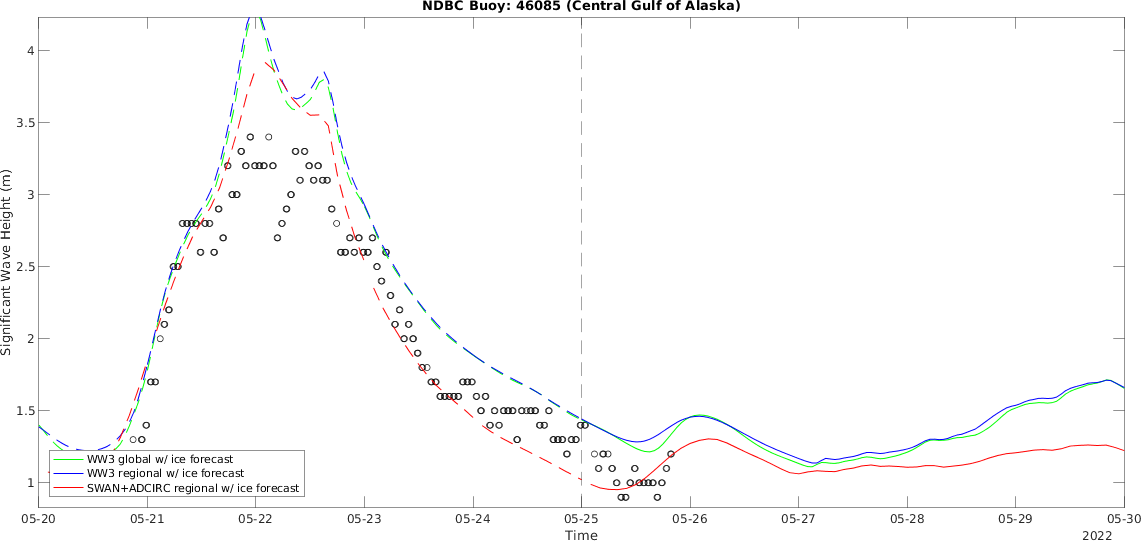 NDBC Buoy: 46085 (Central Gulf of Alaska)
Significant Wave Height (m)
4
3.5
3
2.5
2
1.5
1
WW3 global w/ ice forecast
WW3 regional w/ ice forecast
SWAN+ADCIRC regional w/ ice forecast
05-20 05-21 05-22 05-23 05-24 05-25 05-26 05-27 05-28 05-29 05-30
Time
2022